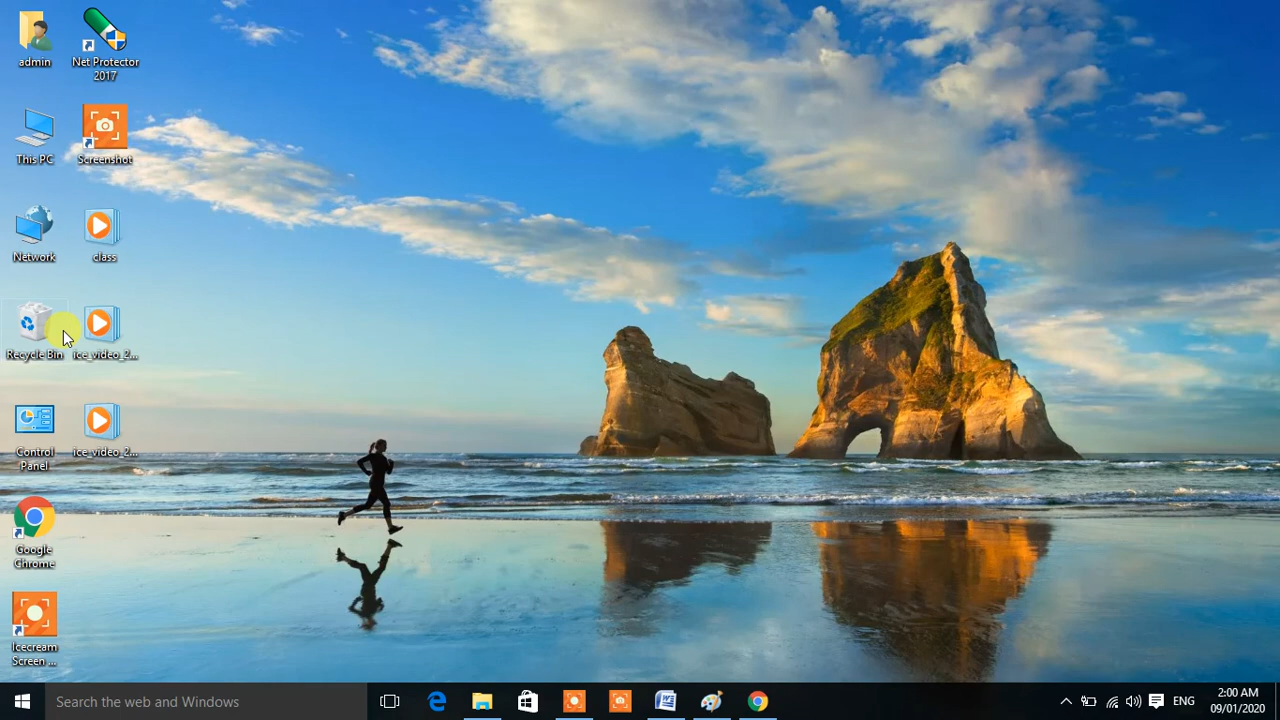 admin
Net Protector
2017
This PC
Screenshot
Network
class
Recycle Bin
ice_video_2...
Control
Panel
ice_video_2...
Google
Chrome
Icecream
Screen ...
Search the web and Windows
ENG
2:00 AM
09/01/2020